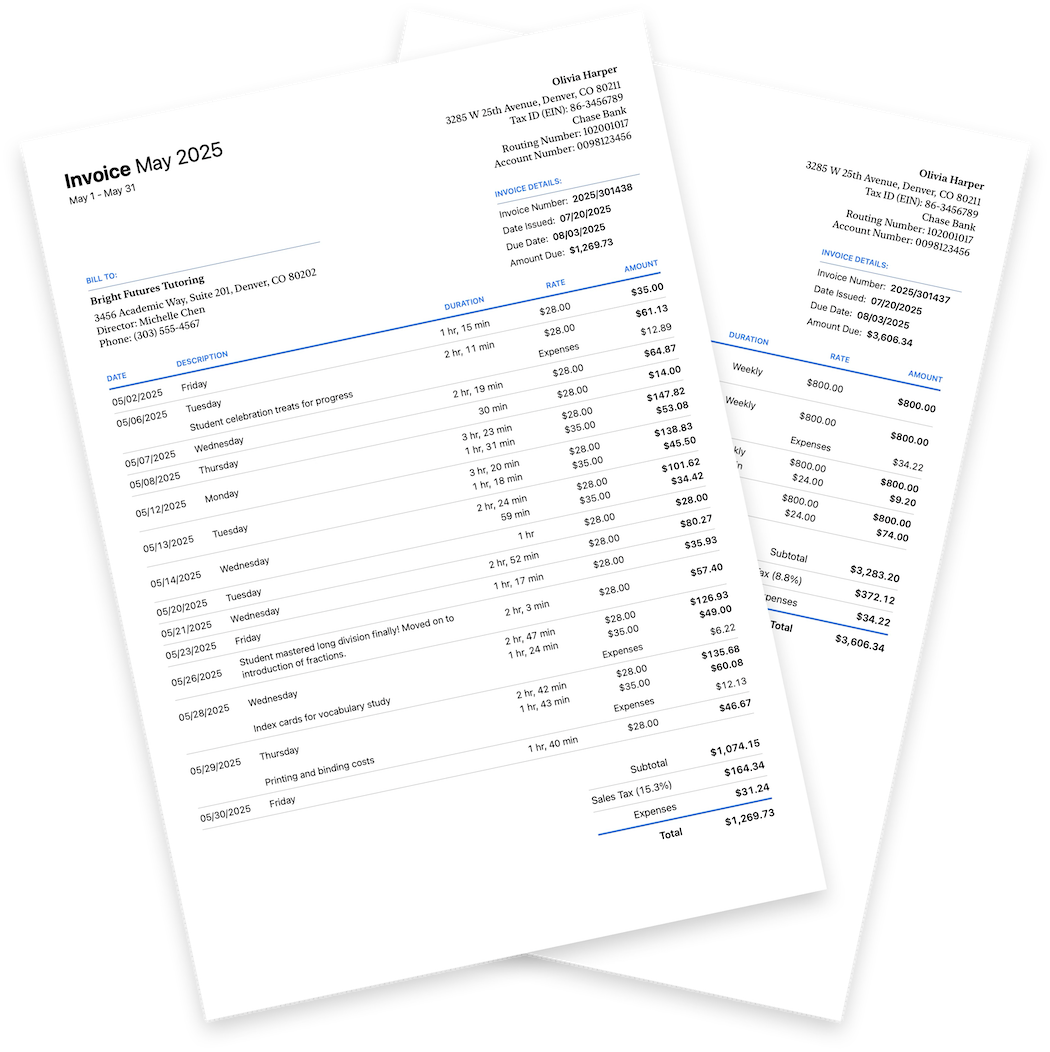 Olivia Harper
3285 W 25th Avenue, Denver, CO 80211
Tax ID (EIN): 86-3456789
Chase Bank
Routing Number: 102001017
Account Number: 0098123456
Invoice May 2025
May 1 - May 31
INVOICE DETAILS:
Invoice Number: 2025/301438
Date Issued: 07/20/2025
Due Date: 08/03/2025
Amount Due: $1,269.73
BILL TO:
Bright Futures Tutoring
3456 Academic Way, Suite 201, Denver, CO 80202
Director: Michelle Chen
Phone: (303) 555-4567
DATE DESCRIPTION DURATION RATE AMOUNT
05/02/2025 Friday 1 hr, 15 min $28.00 $35.00
05/06/2025 Tuesday 2 hr, 11 min $28.00 $61.13
Student celebration treats for progress Expenses $12.89
05/07/2025 Wednesday 2 hr, 19 min $28.00 $64.87
05/08/2025 Thursday 30 min $28.00 $14.00
05/12/2025 Monday 3 hr, 23 min $28.00 $147.82
1 hr, 31 min $35.00 $53.08
05/13/2025 Tuesday 3 hr, 20 min $28.00 $138.83
1 hr, 18 min $35.00 $45.50
05/14/2025 Wednesday 2 hr, 24 min $28.00 $101.62
59 min $35.00 $34.42
05/20/2025 Tuesday 1 hr $28.00 $28.00
05/21/2025 Wednesday 2 hr, 52 min $28.00 $80.27
05/23/2025 Friday 1 hr, 17 min $28.00 $35.93
05/26/2025 Student mastered long division finally! Moved on to 2 hr, 3 min $28.00 $57.40
introduction of fractions.
05/28/2025 Wednesday 2 hr, 47 min $28.00 $126.93
1 hr, 24 min $35.00 $49.00
Index cards for vocabulary study Expenses $6.22
05/29/2025 Thursday 2 hr, 42 min $28.00 $135.68
1 hr, 43 min $35.00 $60.08
Printing and binding costs Expenses $12.13
05/30/2025 Friday 1 hr, 40 min $28.00 $46.67
Subtotal $1,074.15
Sales Tax (15.3%) $164.34
Expenses $31.24
Total $1,269.73
Olivia Harper
3285 W 25th Avenue, Denver, CO 80211
Tax ID (EIN): 86-3456789
Chase Bank
Routing Number: 102001017
Account Number: 0098123456
INVOICE DETAILS:
Invoice Number: 2025/301437
Date Issued: 07/20/2025
Due Date: 08/03/2025
Amount Due: $3,606.34
DURATION RATE AMOUNT
Weekly $800.00 $800.00
Weekly $800.00 $800.00
Expenses $34.22
kly $800.00 $800.00
n $24.00 $9.20
$800.00 $800.00
$24.00 $74.00
Subtotal $3,283.20
ax (8.8%) $372.12
penses $34.22
Total $3,606.34